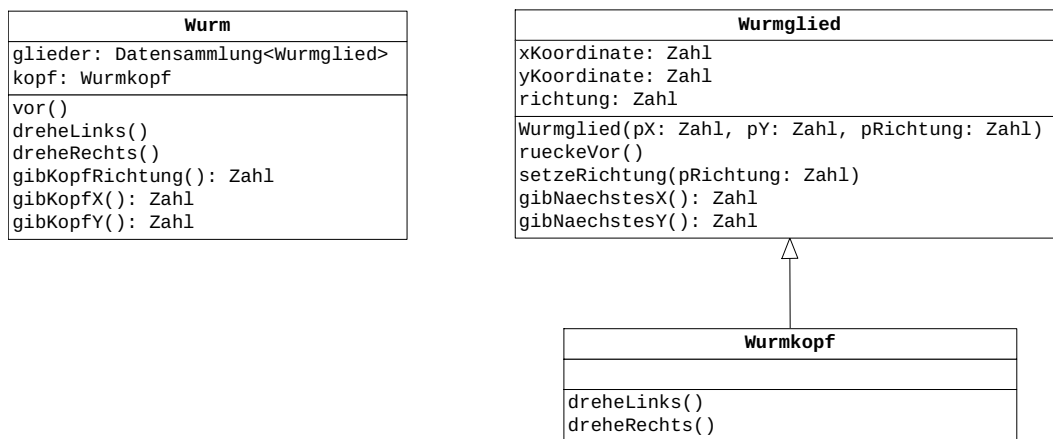 Wurm
glieder: Datensammlung<Wurmglied>
kopf: Wurmkopf
vor()
dreheLinks()
dreheRechts()
gibKopfRichtung(): Zahl
gibKopfX(): Zahl
gibKopfY(): Zahl
Wurmglied
xKoordinate: Zahl
yKoordinate: Zahl
richtung: Zahl
Wurmglied(pX: Zahl, pY: Zahl, pRichtung: Zahl)
rueckeVor()
setzeRichtung(pRichtung: Zahl)
gibNaechstesX(): Zahl
gibNaechstesY(): Zahl
Wurmkopf
dreheLinks()
dreheRechts()